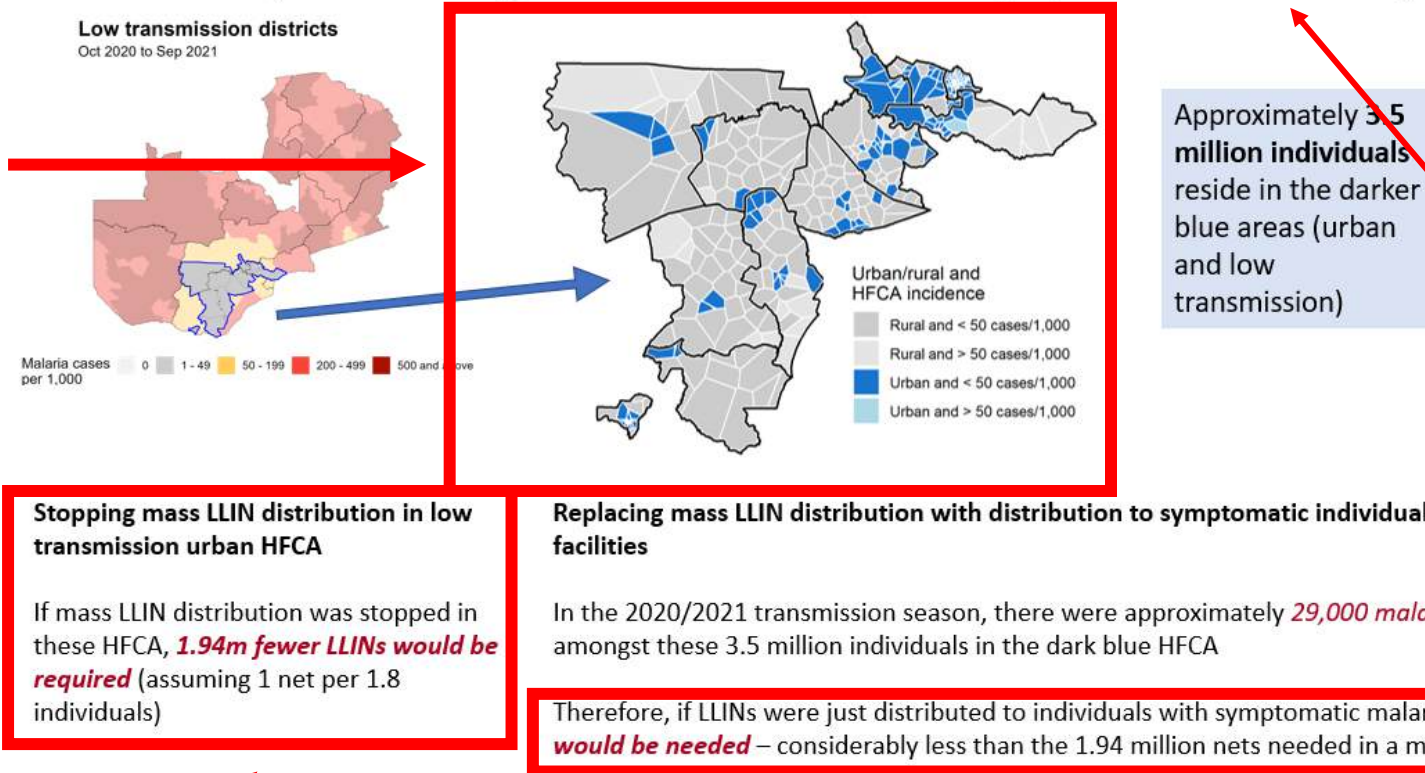 Low transmission districts
Oct 2020 to Sep 2021
Malaria cases
per 1,000
0
1 - 49
50 - 199
200 - 499
500 and above
Urban/rural and
HFCA incidence
Rural and < 50 cases/1,000
Rural and > 50 cases/1,000
Urban and < 50 cases/1,000
Urban and > 50 cases/1,000
Approximately 3.5
million individuals
reside in the darker
blue areas (urban
and low
transmission)
Stopping mass LLIN distribution in low
transmission urban HFCA
If mass LLIN distribution was stopped in
these HFCA, 1.94m fewer LLINs would be
required (assuming 1 net per 1.8
individuals)
Replacing mass LLIN distribution with distribution to symptomatic individual
facilities
In the 2020/2021 transmission season, there were approximately 29,000 mala
amongst these 3.5 million individuals in the dark blue HFCA
Therefore, if LLINs were just distributed to individuals with symptomatic malar
would be needed – considerably less than the 1.94 million nets needed in a m